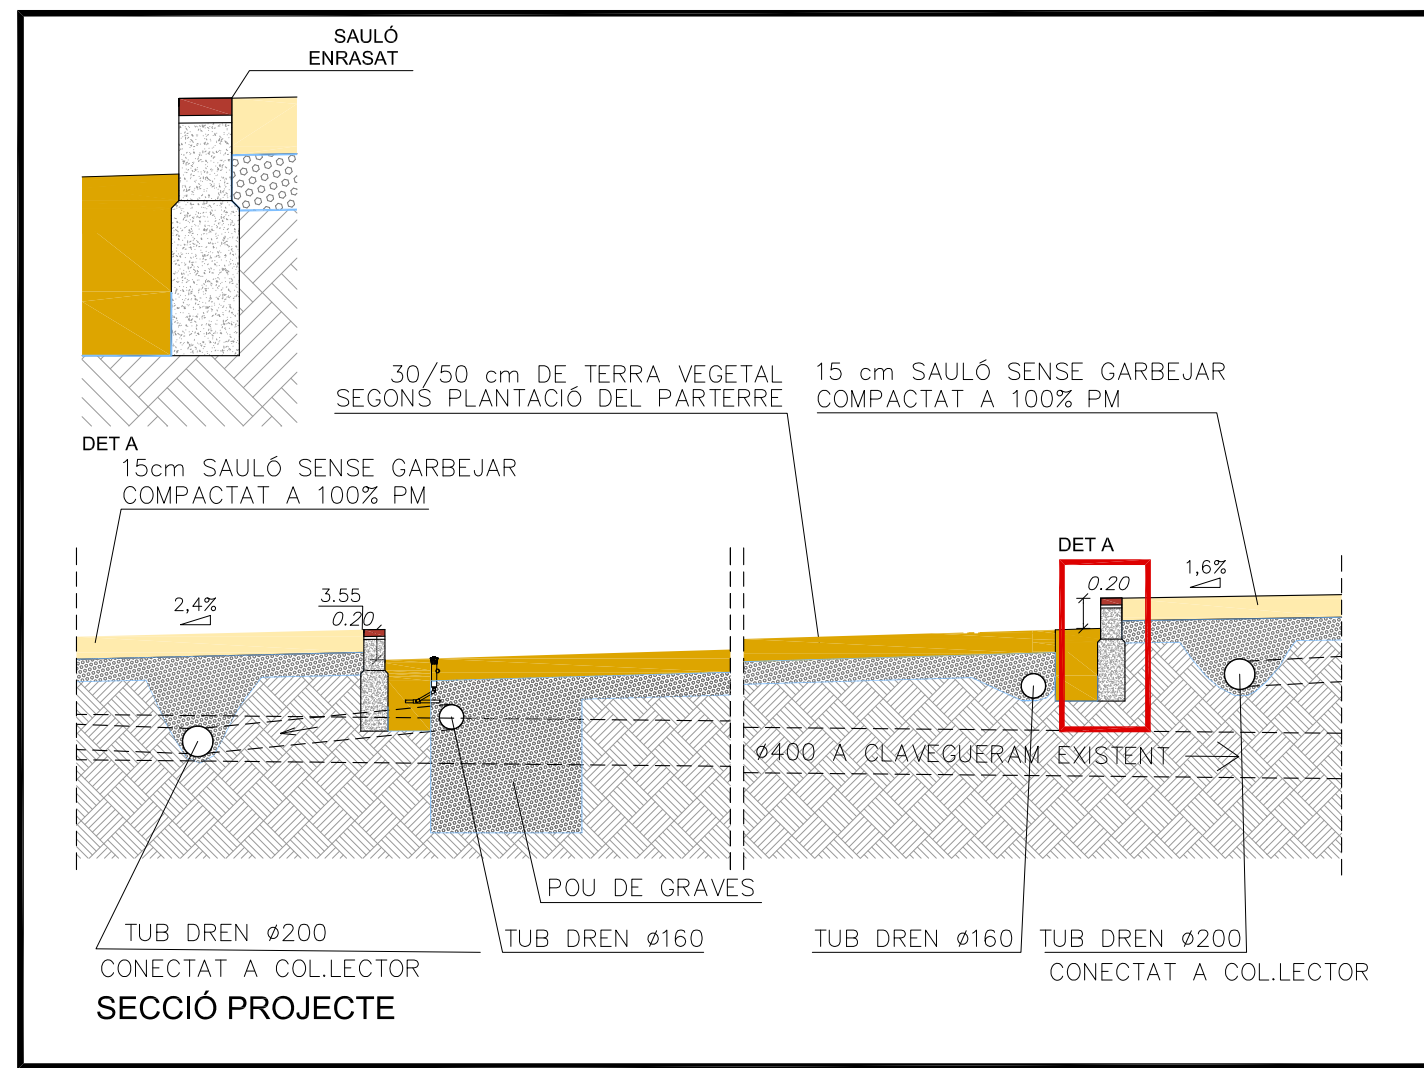 SAULÓ
ENRASAT
DET A
30/50 cm DE TERRA VEGETAL
SEGONS PLANTACIÓ DEL PARTERRE
15 cm SAULÓ SENSE GARBEJAR
COMPACTAT A 100% PM
15cm SAULÓ SENSE GARBEJAR
COMPACTAT A 100% PM
DET A
2,4%
3.55
0.20
0.20
1,6%
ø400 A CLAVEGUERAM EXISTENT
POU DE GRAVES
TUB DREN ø200
CONECTAT A COL.LECTOR
TUB DREN ø160
TUB DREN ø160
TUB DREN ø200
CONECTAT A COL.LECTOR
SECCIÓ PROJECTE